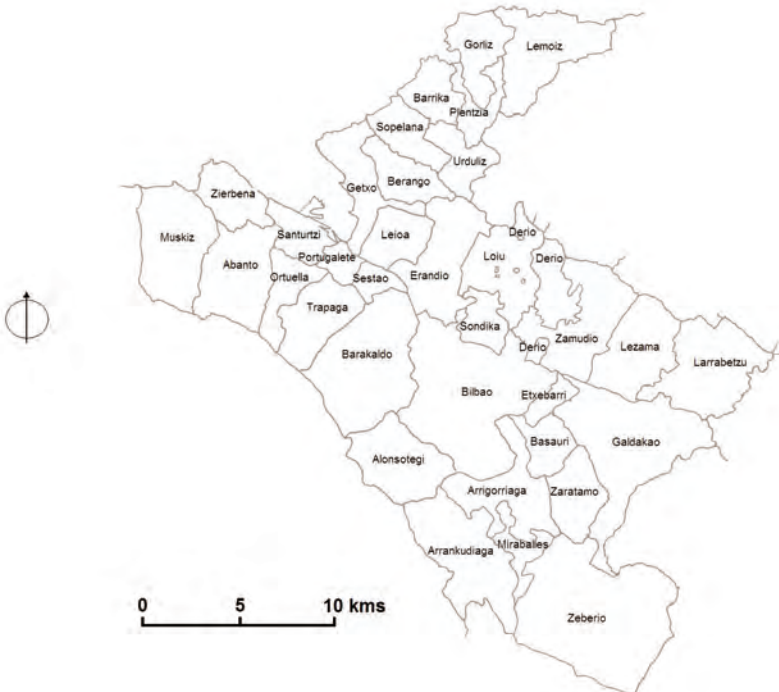 Gorliz
Lemoiz
Barrika
Plentzia
Sopelana
Urduliz
Getxo
Berango
Zierbena
Muskiz
Santurtzi
Leioa
Derio
Abanto
Portugalete
Loiu
Derio
Ortuella
Sestao
Erandio
Trapaga
Sondika
Derio
Zamudio
Lezama
Larrabetzu
Barakaldo
Bilbao
Etxebarri
Basauri
Galdakao
Alonsotegi
Arrigorriaga
Zaratamo
Arrankudiaga
Miraballes
Zeberio
0 5 10 kms